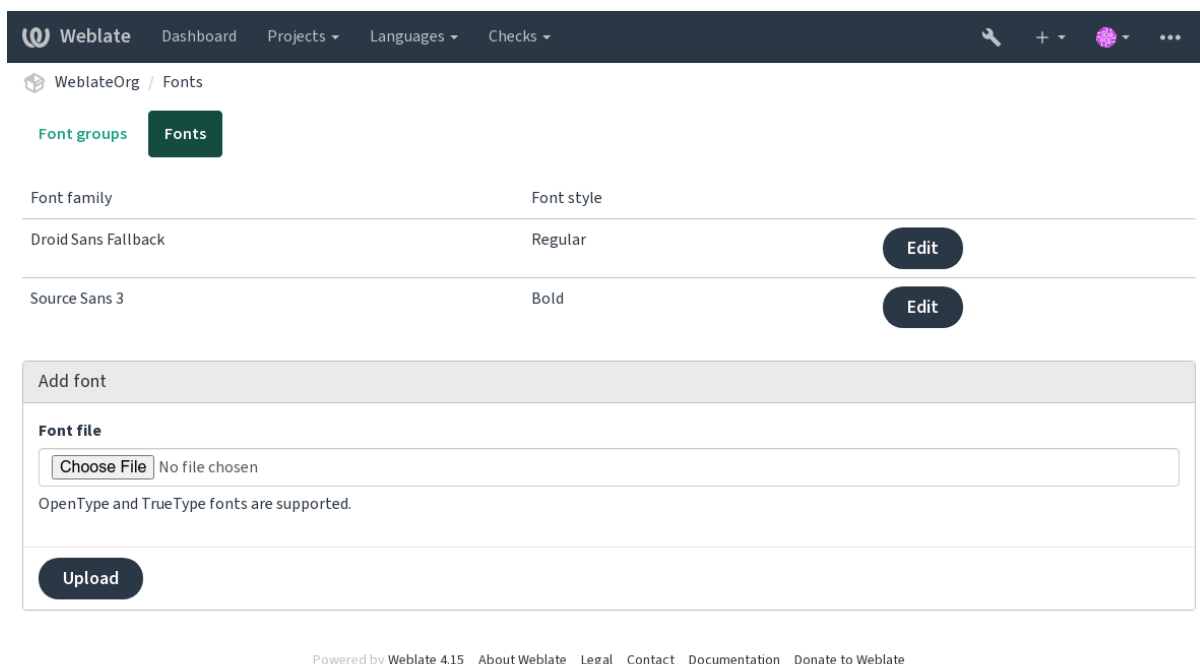 Weblate Dashboard Projects Languages Checks
WeblateOrg / Fonts
Font groups Fonts
Font family Font style
Droid Sans Fallback Regular Edit
Source Sans 3 Bold Edit
Add font
Font file
Choose File No file chosen
OpenType and TrueType fonts are supported.
Upload
Powered by Weblate 4.15 About Weblate Legal Contact Documentation Donate to Weblate